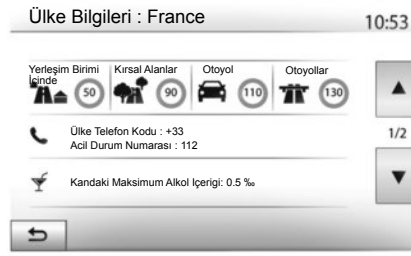 Ülke Bilgileri : France
10:53
Yerleşim Birimi İçinde
Kırsal Alanlar
Otoyol
Otoyollar
50
90
110
130
Ülke Telefon Kodu : +33
Acil Durum Numarası : 112
1/2
Kandaki Maksimum Alkol Içerigi: 0.5 ‰